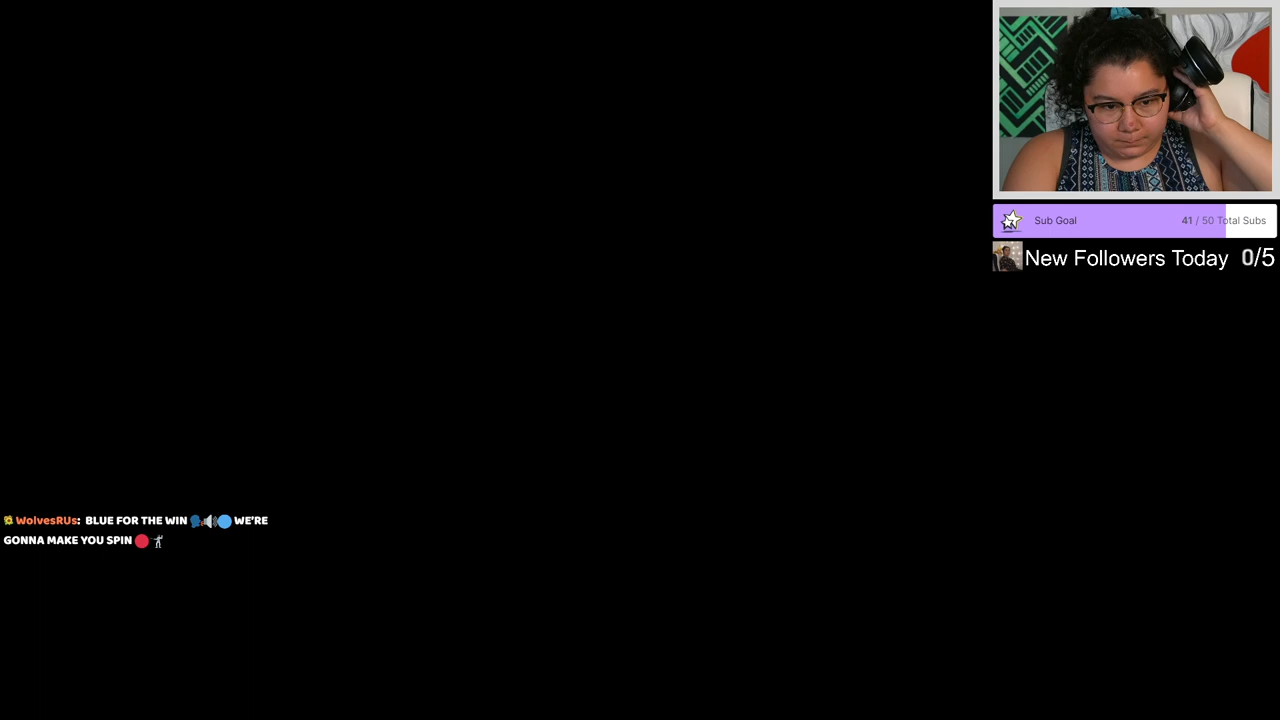 Sub Goal 41 / 50 Total Subs
New Followers Today 0/5
WolvesRUs: BLUE FOR THE WIN 🗣️🔊🔵 WE'RE
GONNA MAKE YOU SPIN 🔴🤺